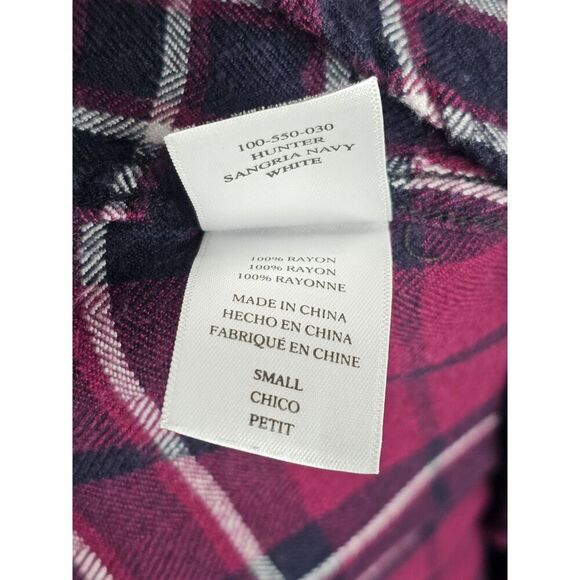 100-550-030
HUNTER
SANGRIA NAVY
WHITE
100% RAYON
100% RAYON
100% RAYONNE
MADE IN CHINA
HECHO EN CHINA
FABRIQUÉ EN CHINE
SMALL
CHICO
PETIT